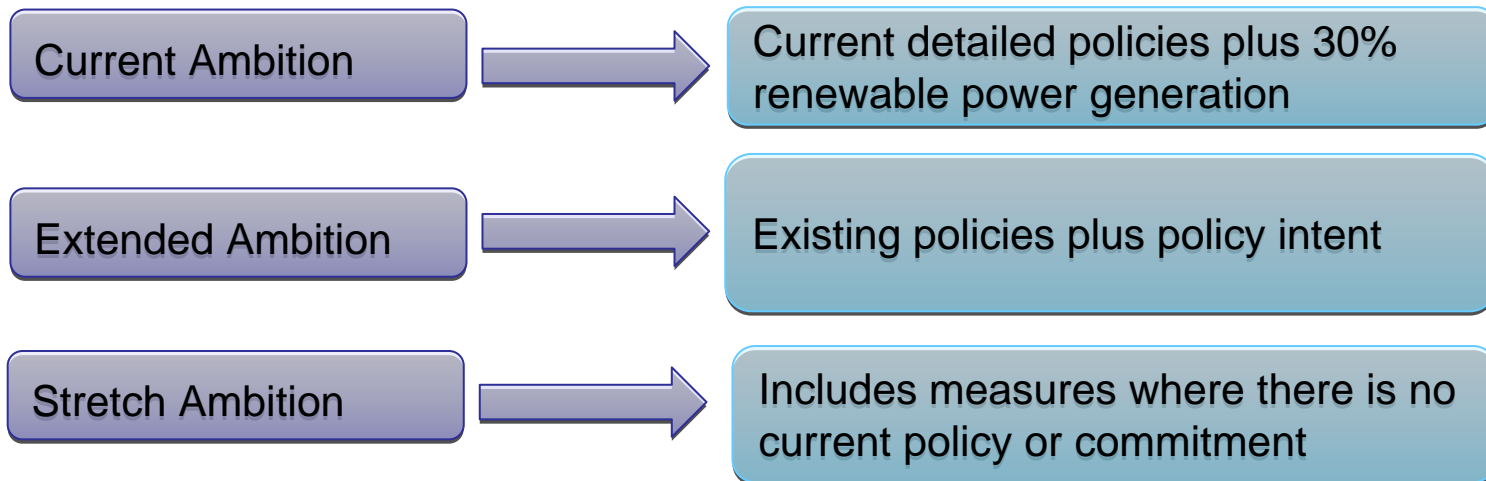 Current Ambition
Current detailed policies plus 30%
renewable power generation
Extended Ambition
Existing policies plus policy intent
Stretch Ambition
Includes measures where there is no
current policy or commitment